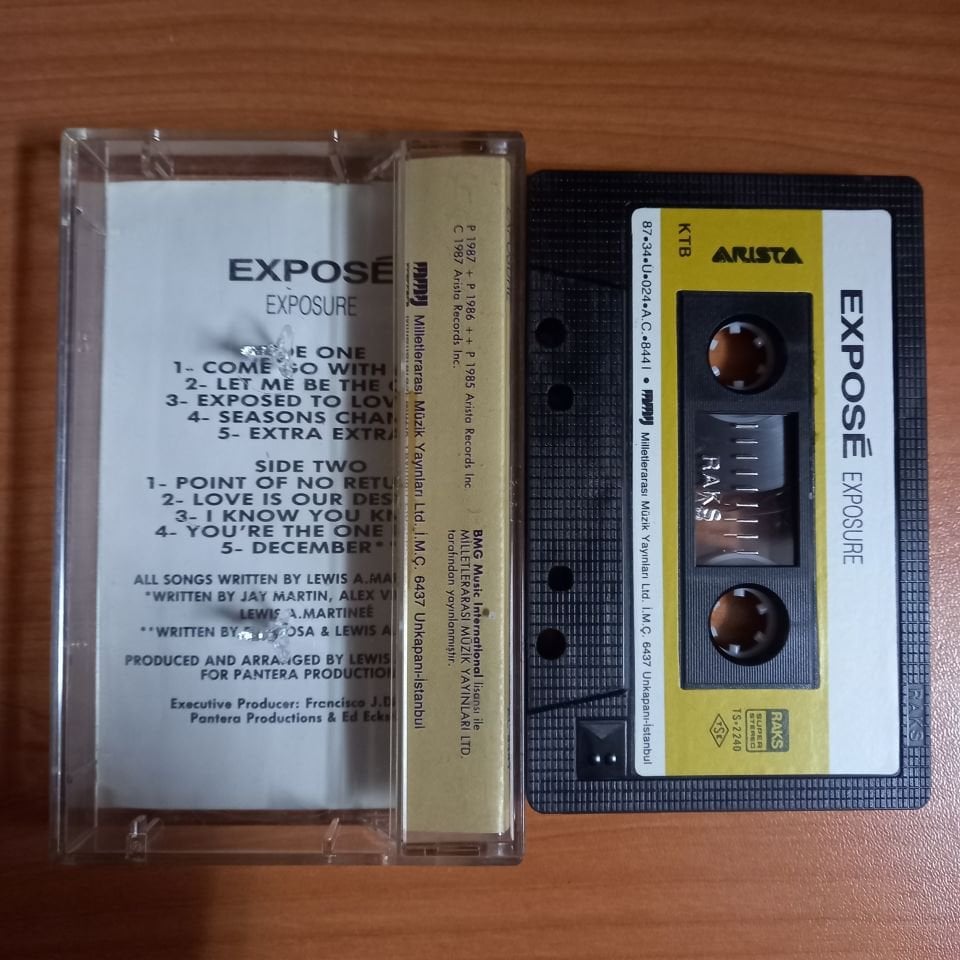 EXPOSÉ
EXPOSURE
DE ONE
1- COME GO WITH
2- LET ME BE THE
3- EXPOSED TO LOV
4- SEASONS CHAN
5- EXTRA EXTRA
SIDE TWO
1- POINT OF NO RETU
2- LOVE IS OUR DES
3- I KNOW YOU KN
4- YOU'RE THE ONE
5- DECEMBER*
ALL SONGS WRITTEN BY LEWIS A.MA
*WRITTEN BY JAY MARTIN, ALEX V
LEWIS A.MARTINEÉ
**WRITTEN BY OSA & LEWIS A
PRODUCED AND ARRANGED BY LEWIS
FOR PANTERA PRODUCTION
Executive Producer: Francisco J.D
Pantera Productions & Ed Ecks
P 1987 + P 1986 + + P 1985 Arista Records Inc.
C 1987 Arista Records Inc.
BMG Music International lisansı ile
MİLLETLERARASI MÜZİK YAYINLARI LTD.
tarafından yayınlanmıştır.
Milletlerarası Müzik Yayınları Ltd. İ.M.Ç. 6437 Unkapanı-İstanbul
EXPOSÉ EXPOSURE
KTB
ARISTA
RAKS
RAKS
SUPER
STEREO
TS•2240
TSE
87•34•U•024•A.C.•8441 • Milletlerarası Müzik Yayınları Ltd. İ.M.Ç. 6437 Unkapanı-İstanbul
RAKS